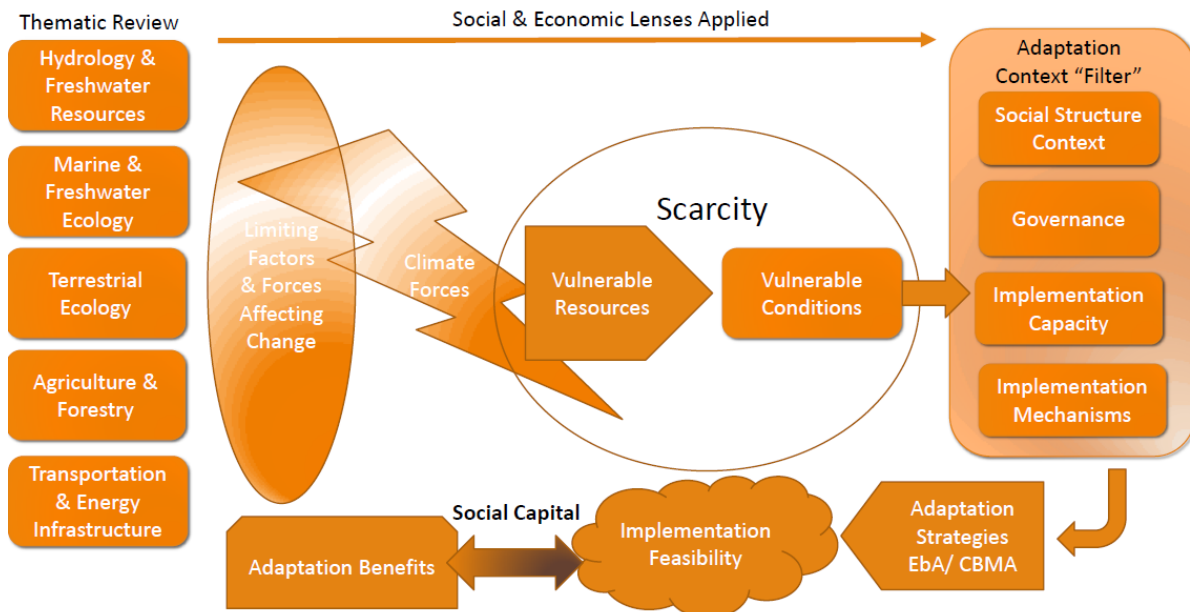 Thematic Review
Hydrology &
Freshwater
Resources
Marine &
Freshwater
Ecology
Terrestrial
Ecology
Agriculture &
Forestry
Transportation
& Energy
Infrastructure
Social & Economic Lenses Applied
Limiting
Factors
& Forces
Affecting
Change
Climate
Forces
Scarcity
Vulnerable
Resources
Vulnerable
Conditions
Adaptation
Context “Filter”
Social Structure
Context
Governance
Implementation
Capacity
Implementation
Mechanisms
Adaptation
Strategies
EbA/ CBMA
Implementation
Feasibility
Social Capital
Adaptation Benefits